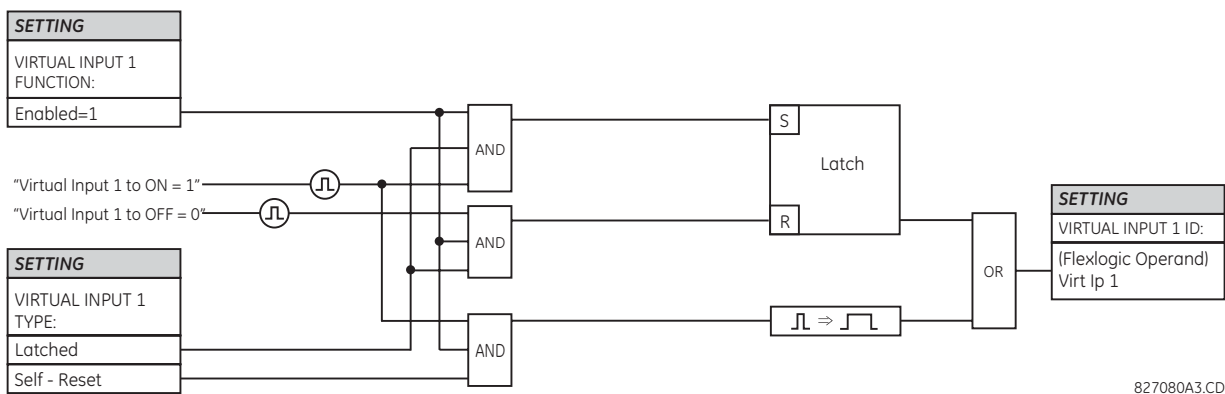 SETTING
VIRTUAL INPUT 1
FUNCTION:
Enabled=1
"Virtual Input 1 to ON = 1"
"Virtual Input 1 to OFF = 0"
SETTING
VIRTUAL INPUT 1
TYPE:
Latched
Self - Reset
AND
AND
AND
S
Latch
R
OR
SETTING
VIRTUAL INPUT 1 ID:
(Flexlogic Operand)
Virt Ip 1
827080A3.CD